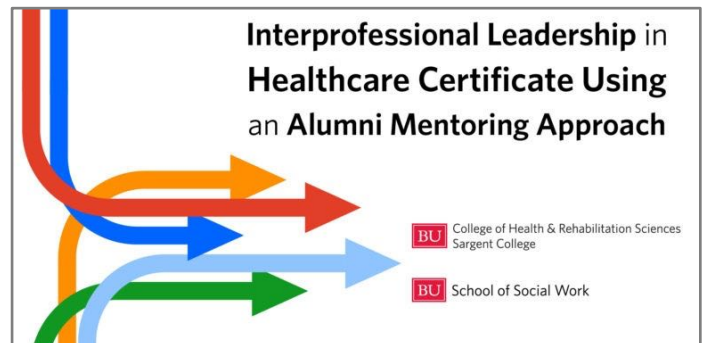 Interprofessional Leadership in
Healthcare Certificate Using
an Alumni Mentoring Approach
BU College of Health & Rehabilitation Sciences
Sargent College
BU School of Social Work